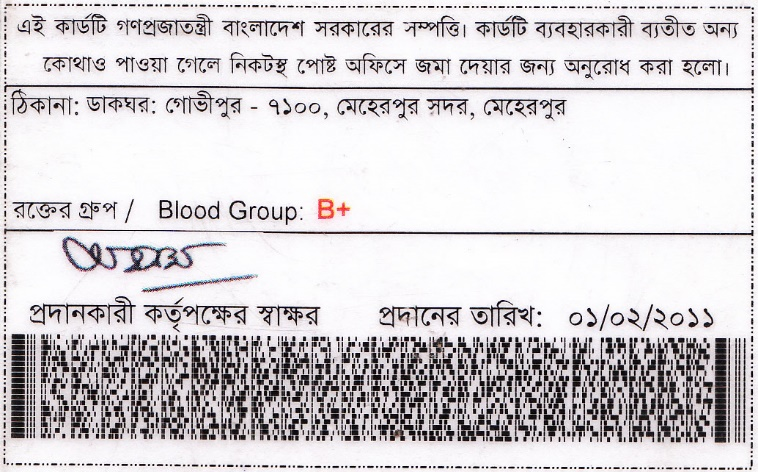 এই কার্ডটি গণপ্রজাতন্ত্রী বাংলাদেশ সরকারের সম্পত্তি। কার্ডটি ব্যবহারকারী ব্যতীত অন্য
কোথাও পাওয়া গেলে নিকটস্থ পোষ্ট অফিসে জমা দেয়ার জন্য অনুরোধ করা হলো।
ঠিকানা: ডাকঘর: গোভীপুর - ৭১০০, মেহেরপুর সদর, মেহেরপুর
রক্তের গ্রুপ / Blood Group: B+
প্রদানকারী কর্তৃপক্ষের স্বাক্ষর প্রদানের তারিখ: ০১/০২/২০১১